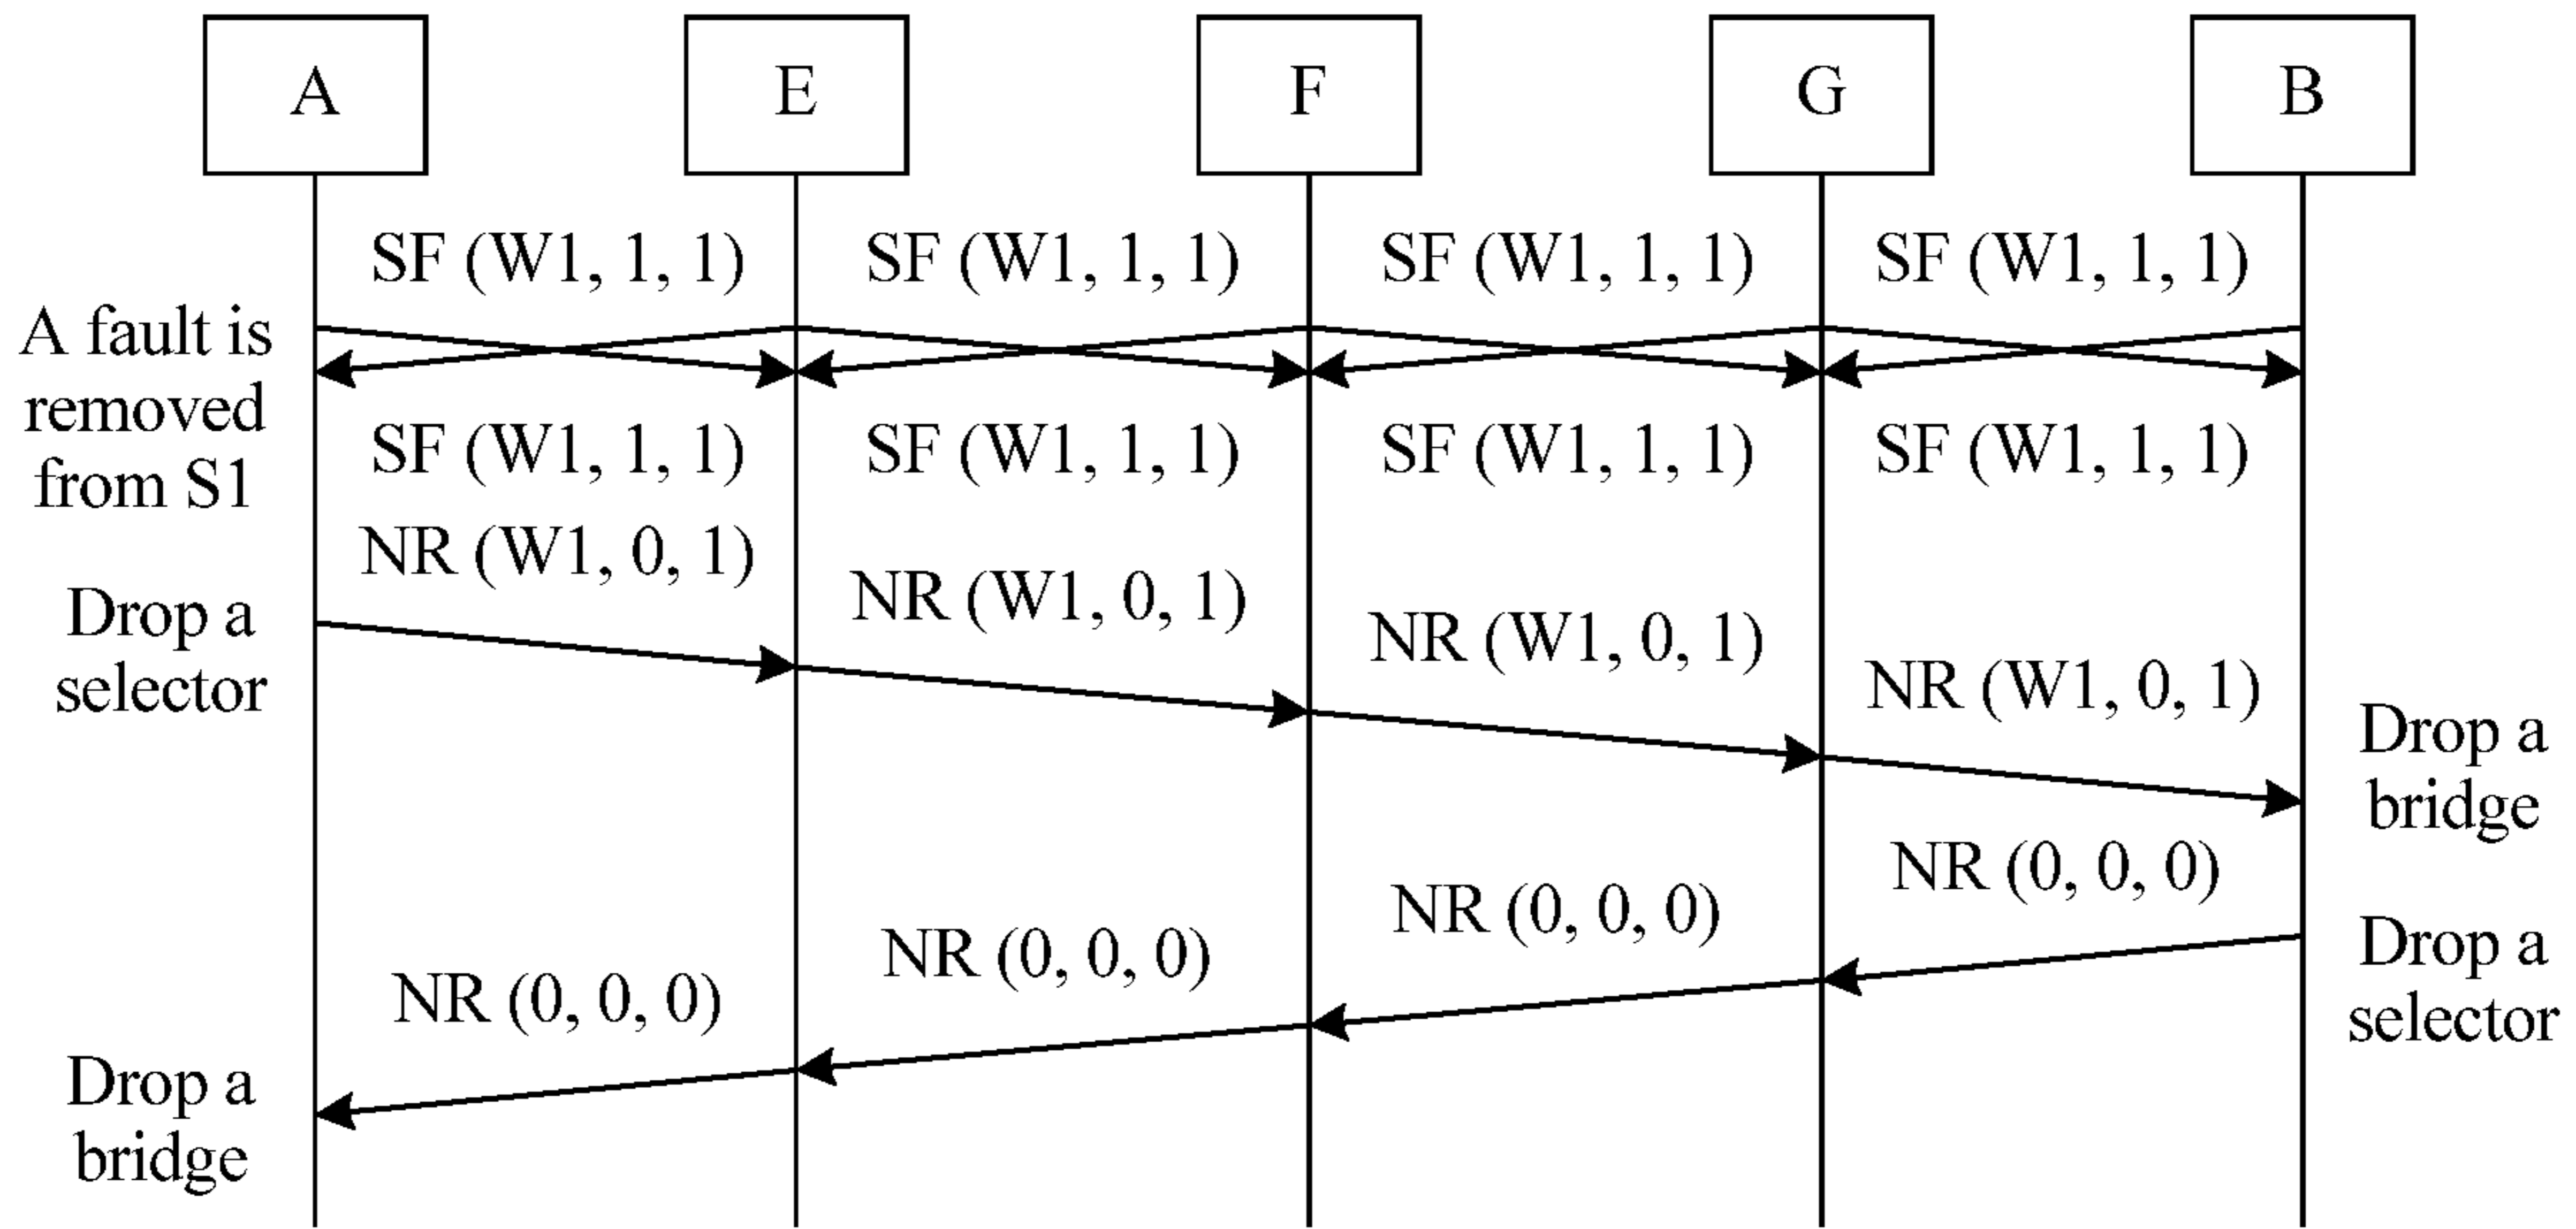 A
E
F
G
B
SF (W1, 1, 1)
SF (W1, 1, 1)
SF (W1, 1, 1)
SF (W1, 1, 1)
A fault is
removed
from S1
SF (W1, 1, 1)
SF (W1, 1, 1)
SF (W1, 1, 1)
SF (W1, 1, 1)
NR (W1, 0, 1)
NR (W1, 0, 1)
NR (W1, 0, 1)
NR (W1, 0, 1)
Drop a
selector
Drop a
bridge
NR (0, 0, 0)
NR (0, 0, 0)
NR (0, 0, 0)
NR (0, 0, 0)
Drop a
selector
Drop a
bridge